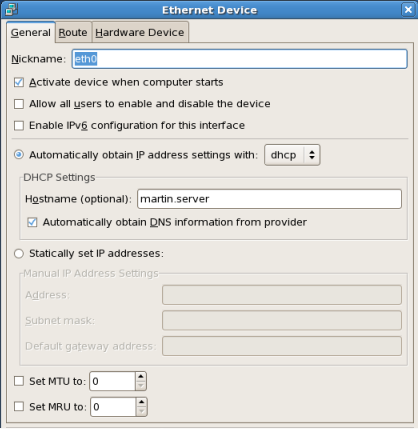 Ethernet Device
General Route Hardware Device
Nickname: eth0
Activate device when computer starts
Allow all users to enable and disable the device
Enable IPv6 configuration for this interface
Automatically obtain IP address settings with: dhcp
DHCP Settings
Hostname (optional): martin.server
Automatically obtain DNS information from provider
Statically set IP addresses:
Manual IP Address Settings
Address:
Subnet mask:
Default gateway address:
Set MTU to: 0
Set MRU to: 0